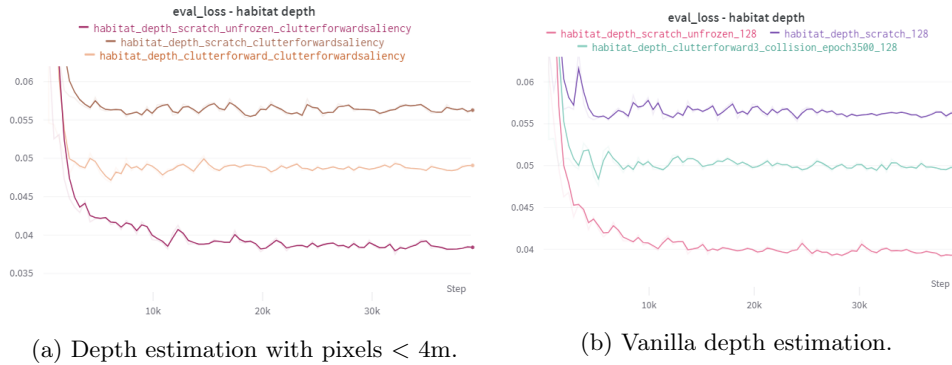 eval_loss - habitat depth
habitat_depth_scratch_unfrozen_clutterforwardsaliency
habitat_depth_scratch_clutterforwardsaliency
habitat_depth_clutterforward_clutterforwardsaliency
0.06
0.055
0.05
0.045
0.04
0.035
Step
10k
20k
30k
(a) Depth estimation with pixels < 4m.
eval_loss - habitat depth
habitat_depth_scratch_unfrozen_128
habitat_depth_scratch_128
habitat_depth_clutterforward3_collision_epoch3500_128
0.06
0.055
0.05
0.045
0.04
Step
10k
20k
30k
(b) Vanilla depth estimation.